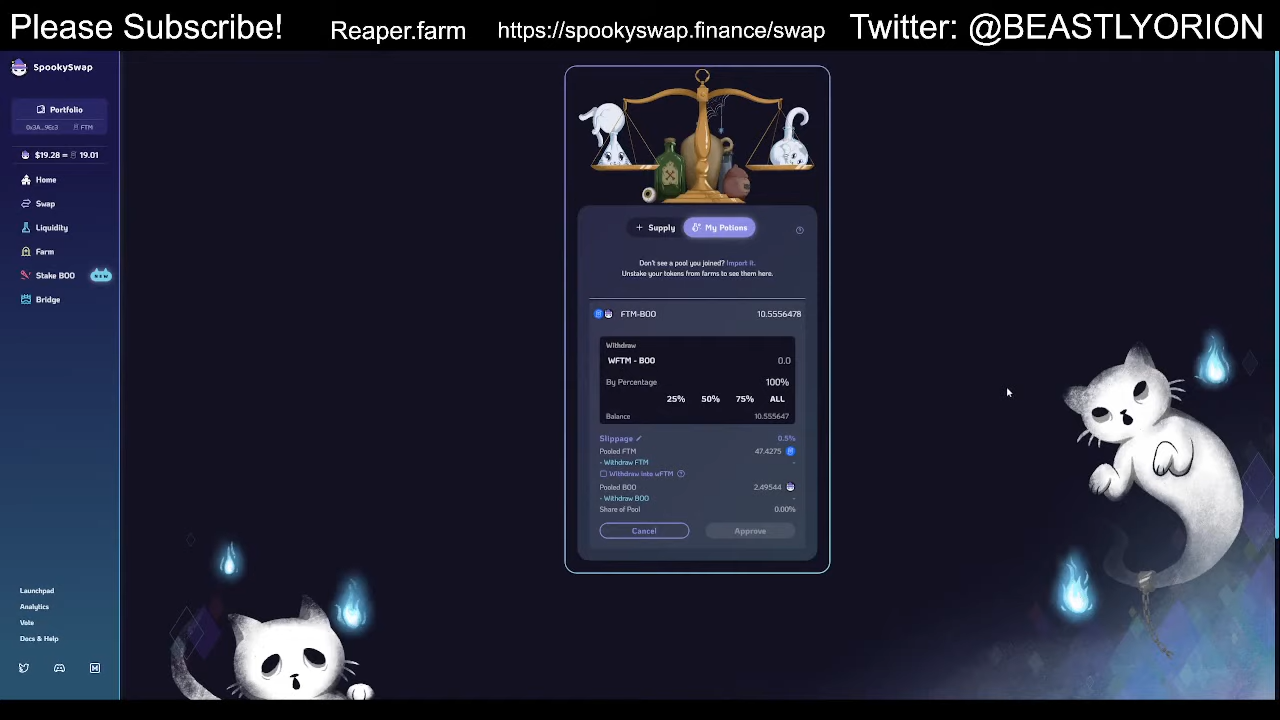 Please Subscribe!
Reaper.farm
https://spookyswap.finance/swap
Twitter: @BEASTLYORION
SpookySwap
Portfolio
0x3A...9Et3 FTM
$19.28 = 19.01
Home
Swap
Liquidity
Farm
Stake BOO NEW
Bridge
Launchpad
Analytics
Vote
Docs & Help
+ Supply
My Potions
Don't see a pool you joined? Import it.
Unstake your tokens from farms to see them here.
FTM-BOO 10.5556478
Withdraw
WFTM - BOO 0.0
By Percentage 100%
25% 50% 75% ALL
Balance 10.555647
Slippage 0.5%
Pooled FTM 47.4275
- Withdraw FTM -
Withdraw into wFTM
Pooled BOO 2.49544
- Withdraw BOO -
Share of Pool 0.00%
Cancel
Approve